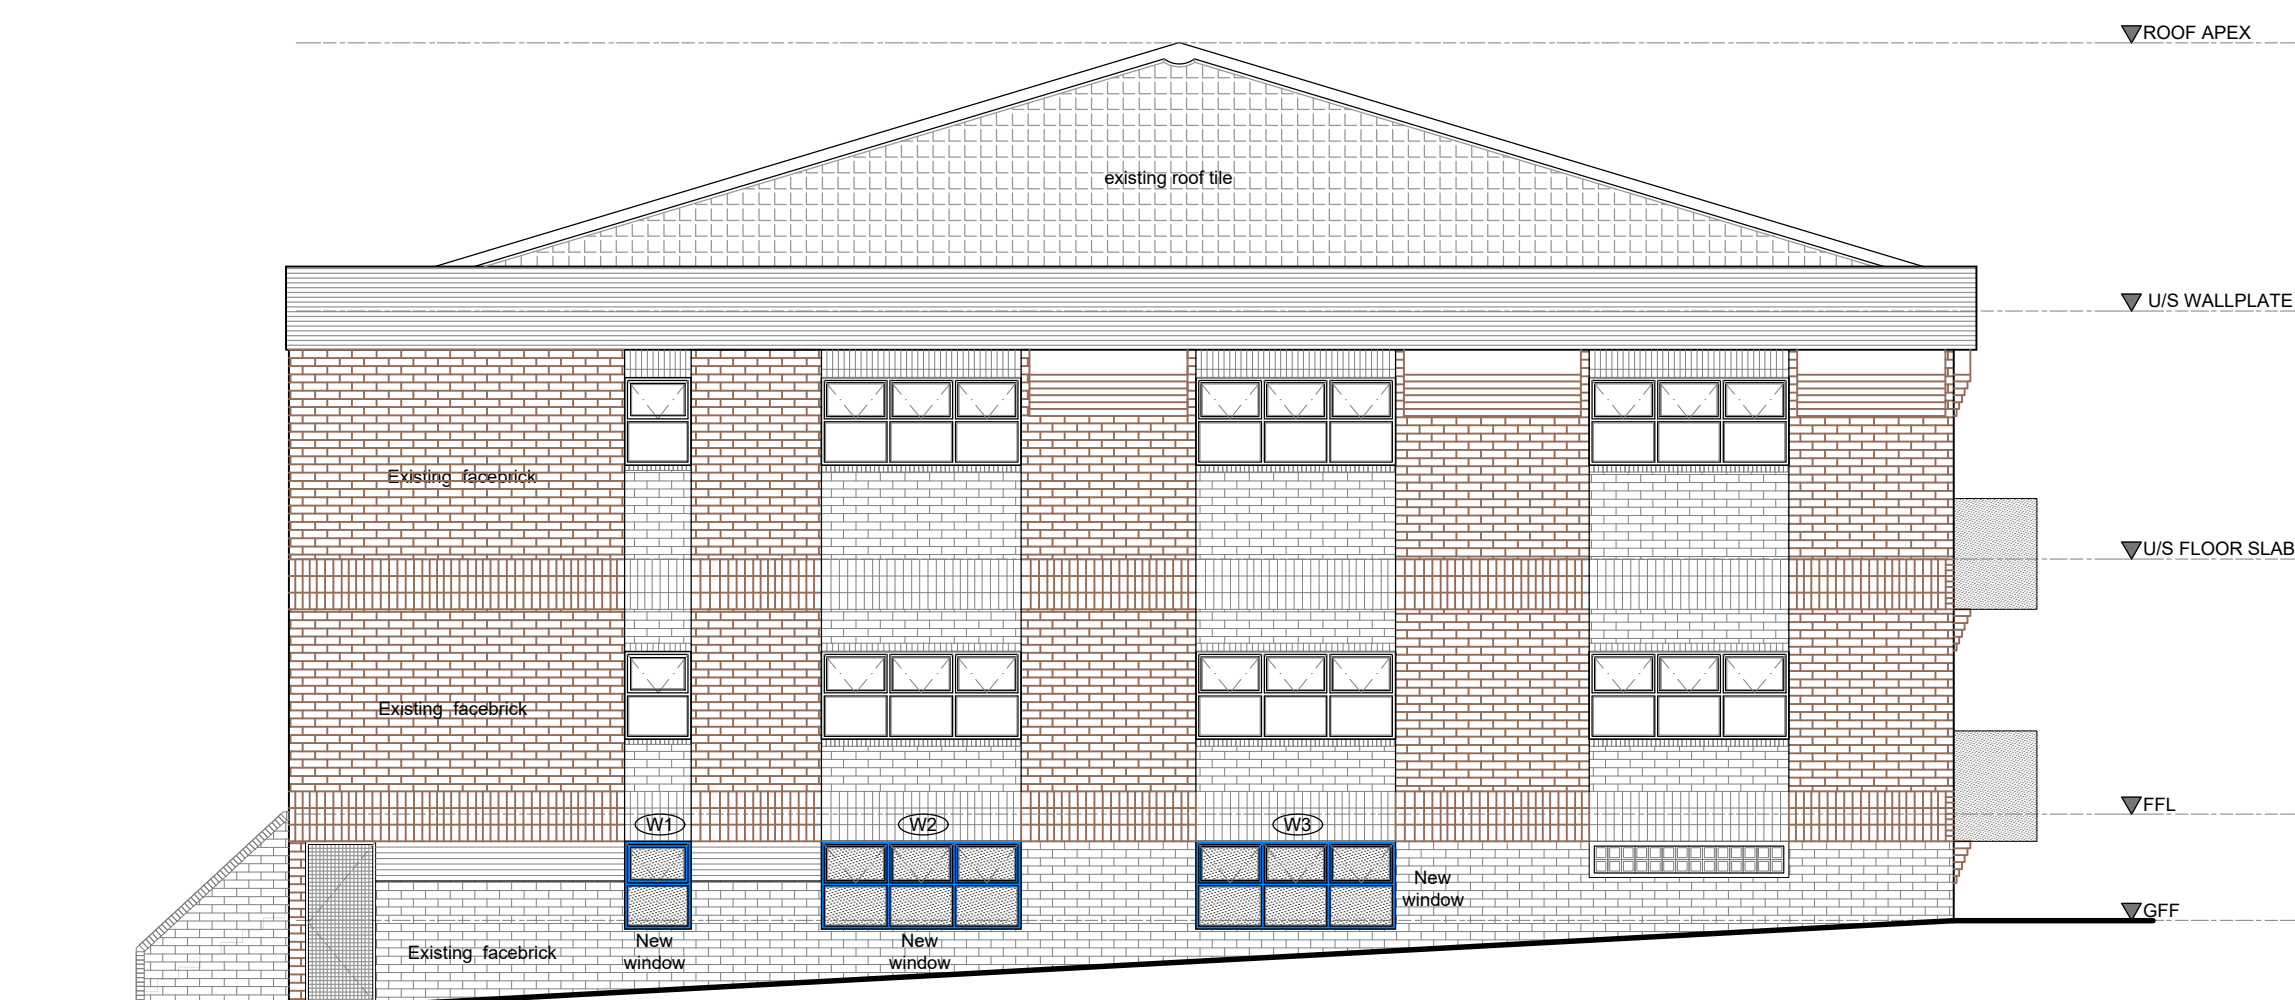 ROOF APEX
existing roof tile
U/S WALLPLATE
Existing facebrick
U/S FLOOR SLAB
Existing facebrick
FFL
W1
W2
W3
New
window
GFF
New
window
New
window
Existing facebrick